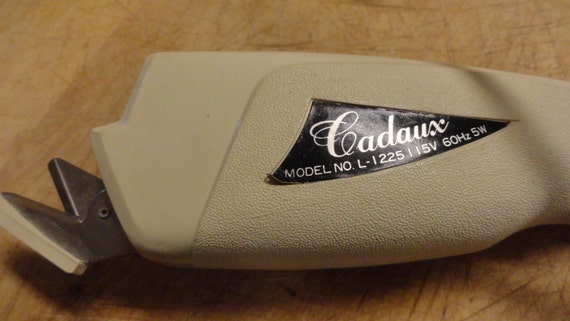 Cadaux
MODEL NO. L-1225 115V 60Hz 5W